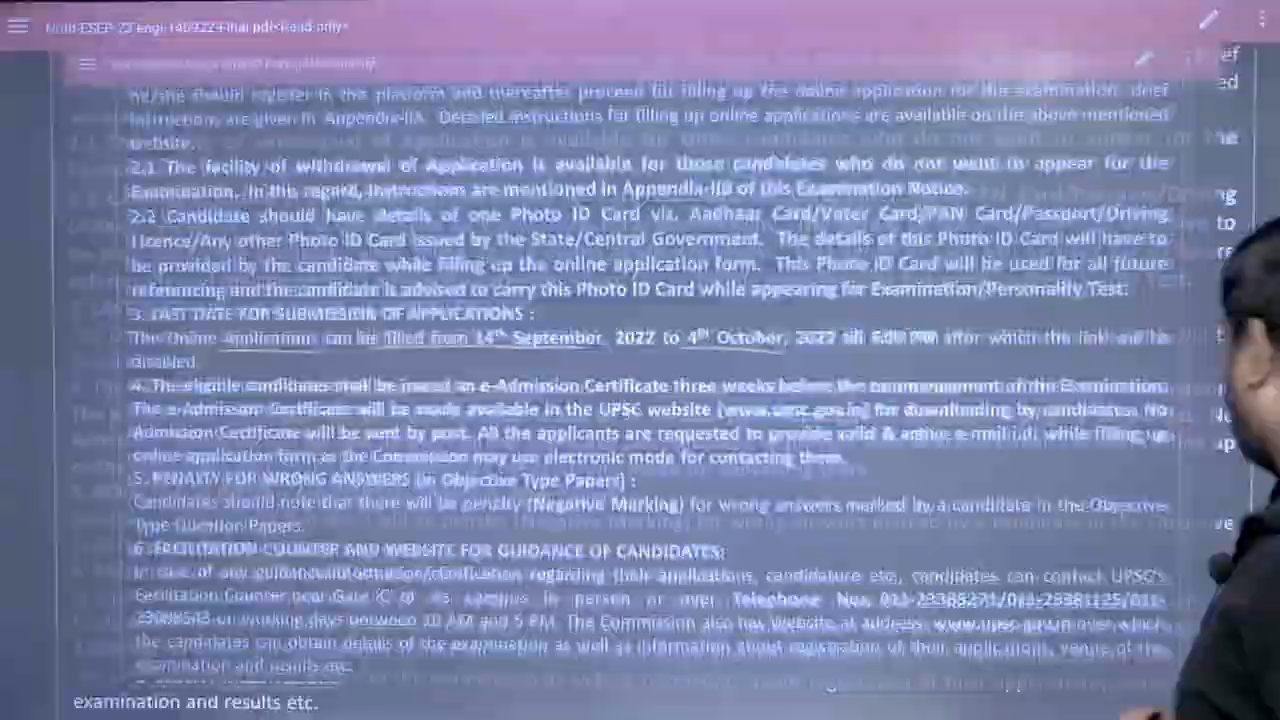 he/she should register in the platform and thereafter proceed for filling up the online application for the examination. Brief
instructions are given in Appendix-IIA. Detailed instructions for filling up online applications are available on the above mentioned
website.
2.1 The facility of withdrawal of Application is available for those candidates who do not want to appear for the
Examination. In this regard, Instructions are mentioned in Appendix-IIB of this Examination Notice.
2.2 Candidate should have details of one Photo ID Card viz. Aadhaar Card/Voter Card/PAN Card/Passport/Driving
Licence/Any other Photo ID Card issued by the State/Central Government. The details of this Photo ID Card will have to
be provided by the candidate while filling up the online application form. This Photo ID Card will be used for all future
referencing and the candidate is advised to carry this Photo ID Card while appearing for Examination/Personality Test.
3. LAST DATE FOR SUBMISSION OF APPLICATIONS :
The Online Applications can be filled from 14th September, 2022 to 4th October, 2022 till 6:00 PM after which the link will be
disabled.
4. The eligible candidates shall be issued an e-Admission Certificate three weeks before the commencement of the Examination.
The e-Admission Certificate will be made available in the UPSC website [www.upsc.gov.in] for downloading by candidates. No
Admission Certificate will be sent by post. All the applicants are requested to provide valid & active e-mail i.d. while filling up
online application form as the Commission may use electronic mode for contacting them.
5. PENALTY FOR WRONG ANSWERS (in Objective Type Papers) :
Candidates should note that there will be penalty (Negative Marking) for wrong answers marked by a candidate in the Objective
Type Question Papers.
6. FACILITATION COUNTER AND WEBSITE FOR GUIDANCE OF CANDIDATES:
In case of any guidance/information/clarification regarding their applications, candidature etc., candidates can contact UPSC's
Facilitation Counter near Gate 'C' of its campus in person or over Telephone Nos. 011-23385271/011-23381125/011-
23098543 on working days between 10 AM and 5 PM. The Commission also has Website at address www.upsc.gov.in over which
the candidates can obtain details of the examination as well as information about registration of their applications, venue of the
examination and results etc.
examination and results etc.